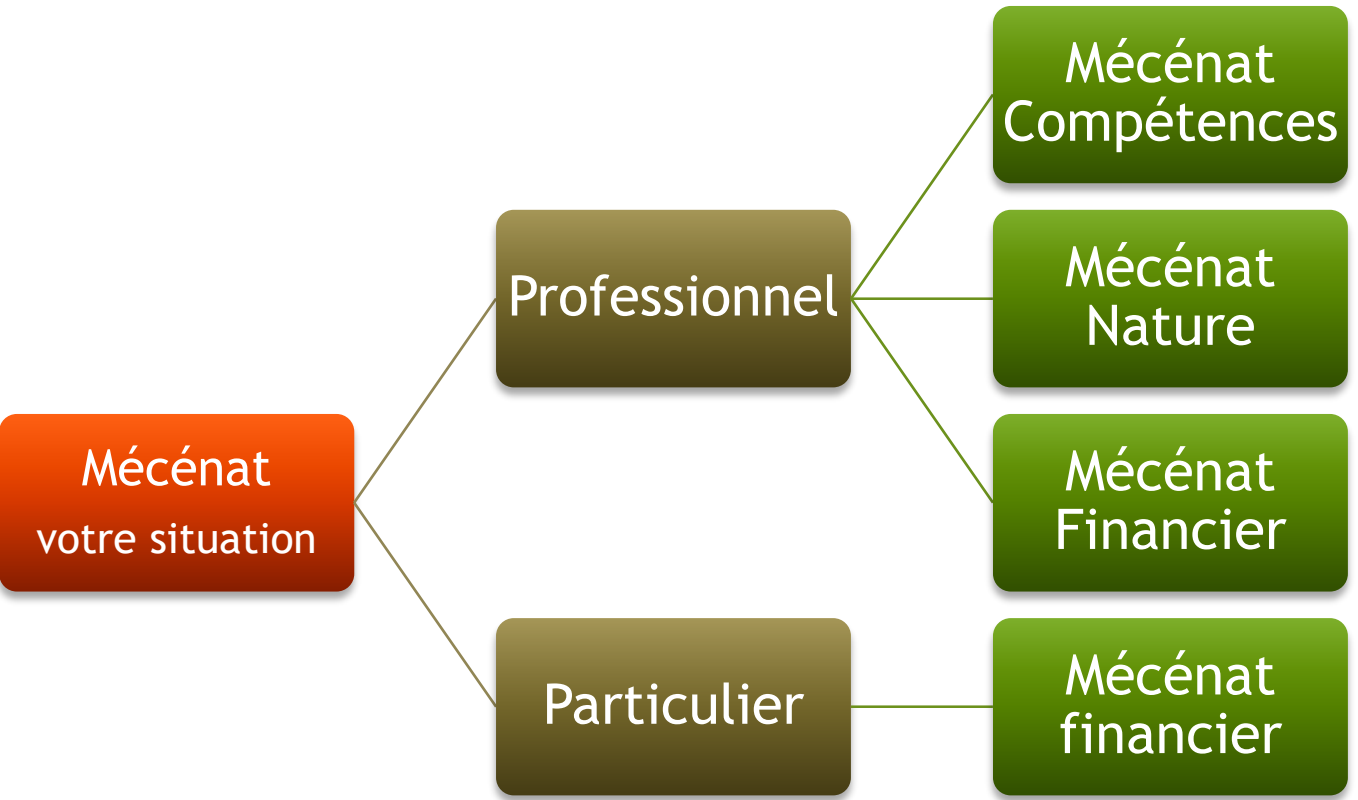 Mécénat
votre situation
Professionnel
Particulier
Mécénat
Compétences
Mécénat
Nature
Mécénat
Financier
Mécénat
financier